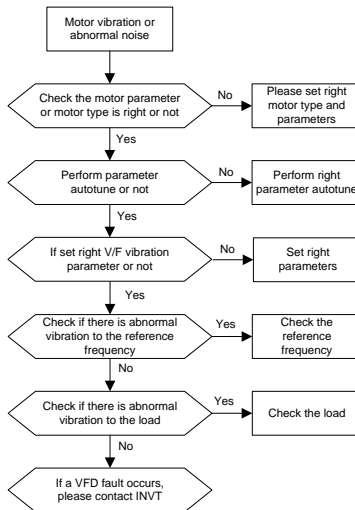 Motor vibration or
abnormal noise
Check the motor parameter
or motor type is right or not
No
Please set right
motor type and
parameters
Yes
Perform parameter
autotune or not
No
Perform right
parameter autotune
Yes
If set right V/F vibration
parameter or not
No
Set right
parameters
Yes
Check if there is abnormal
vibration to the reference
frequency
Yes
Check the
reference
frequency
No
Check if there is abnormal
vibration to the load
Yes
Check the load
No
If a VFD fault occurs,
please contact INVT